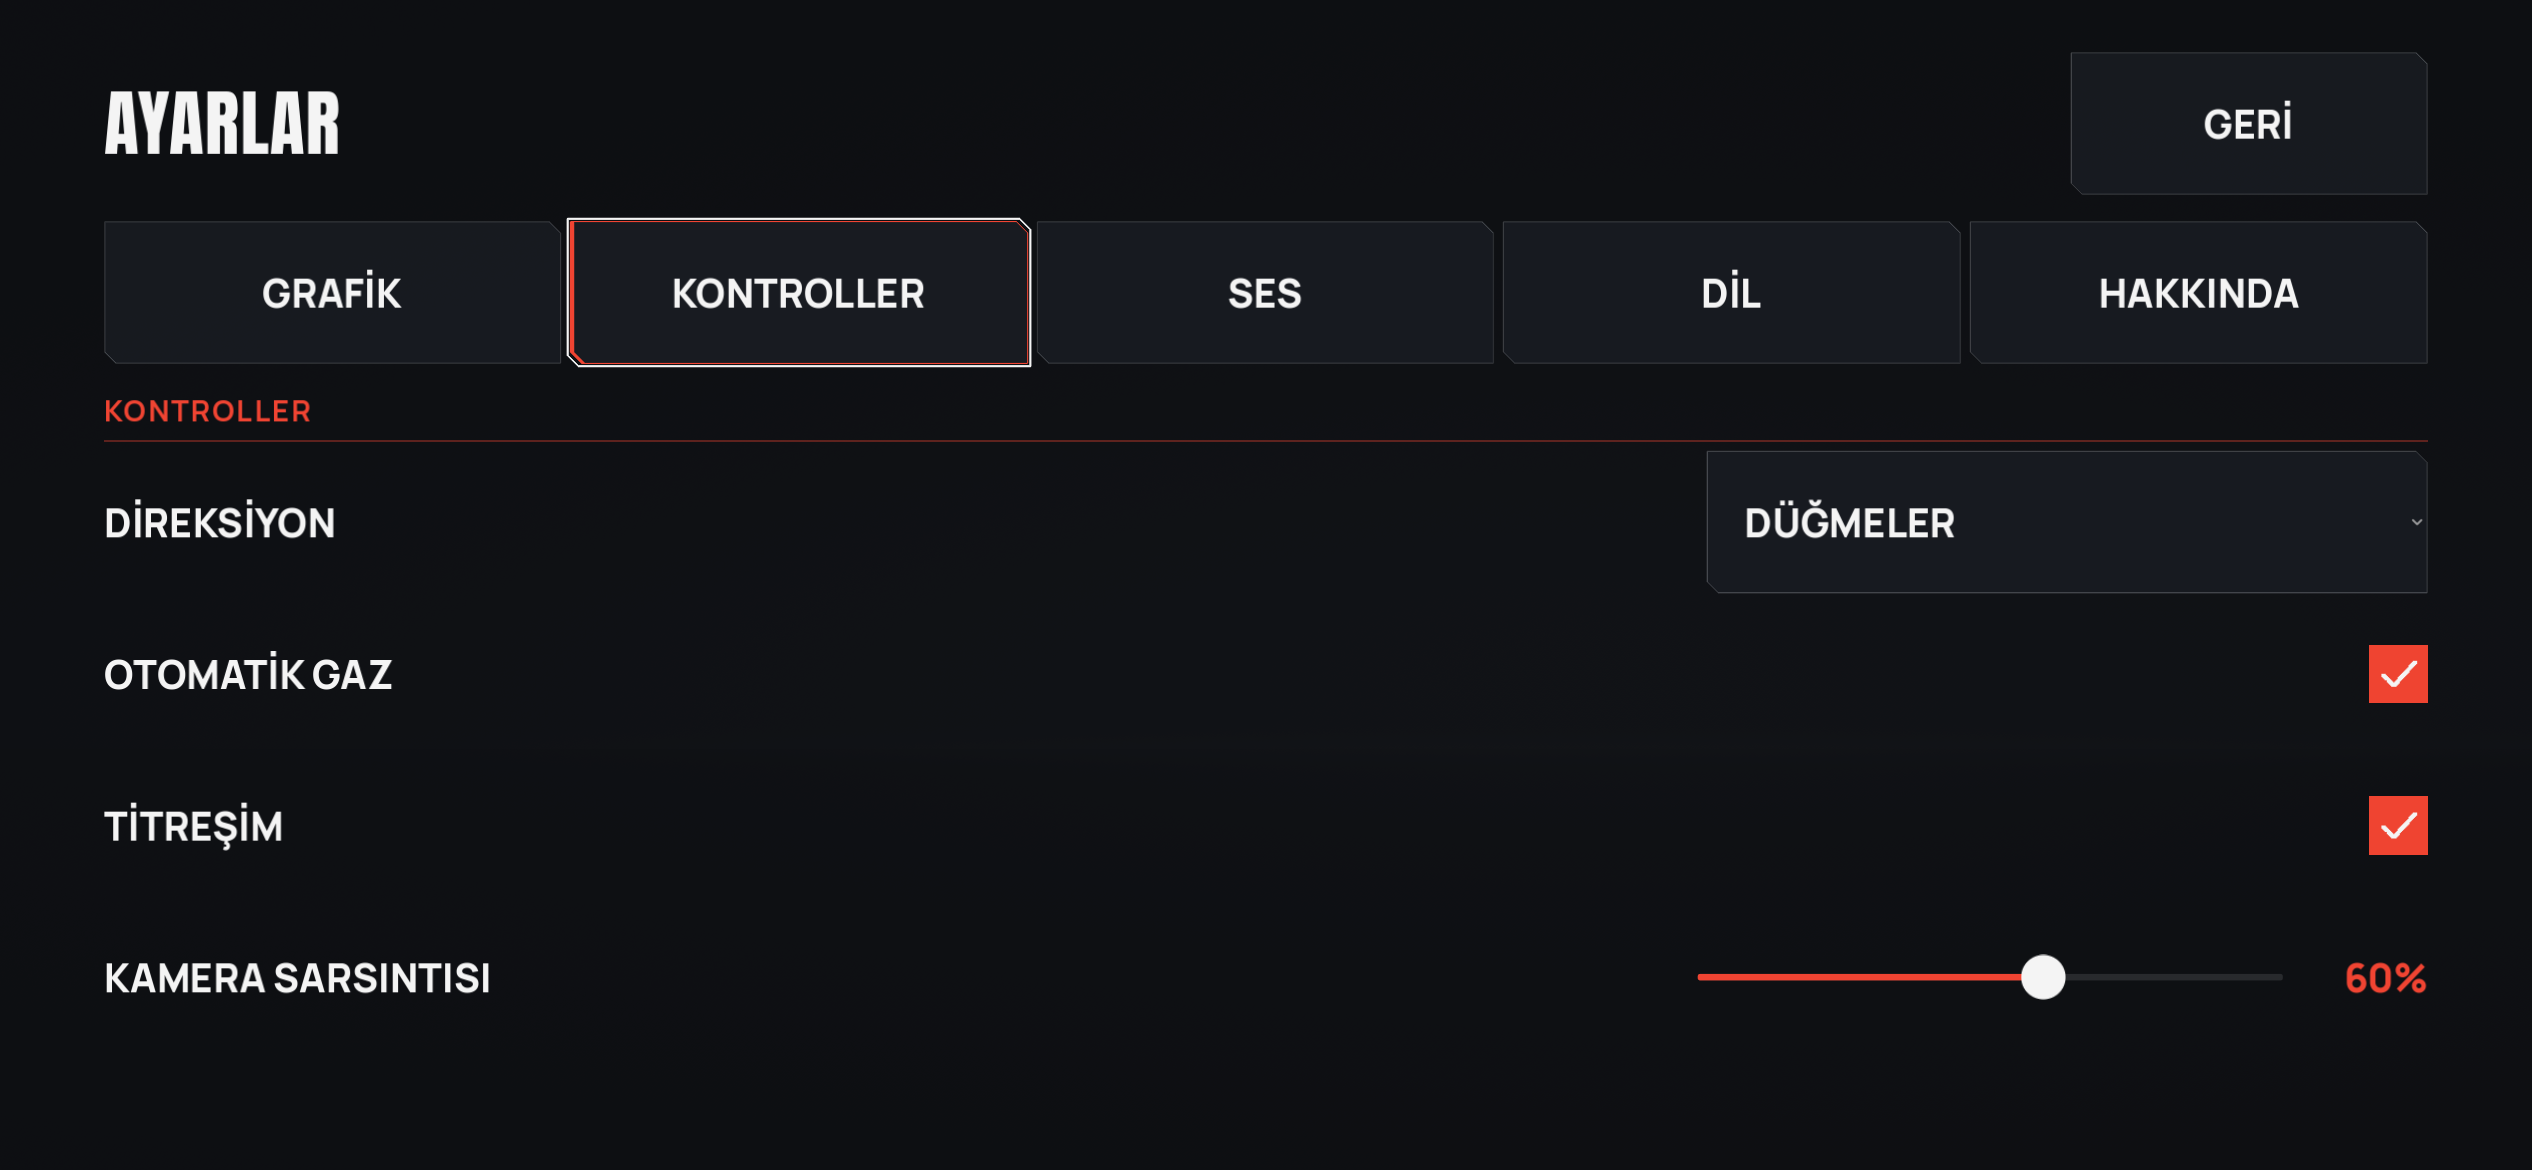 AYARLAR
GERİ
GRAFİK
KONTROLLER
SES
DİL
HAKKINDA
KONTROLLER
DİREKSİYON
DÜĞMELER
OTOMATİK GAZ
TİTREŞİM
KAMERA SARSINTISI
60%